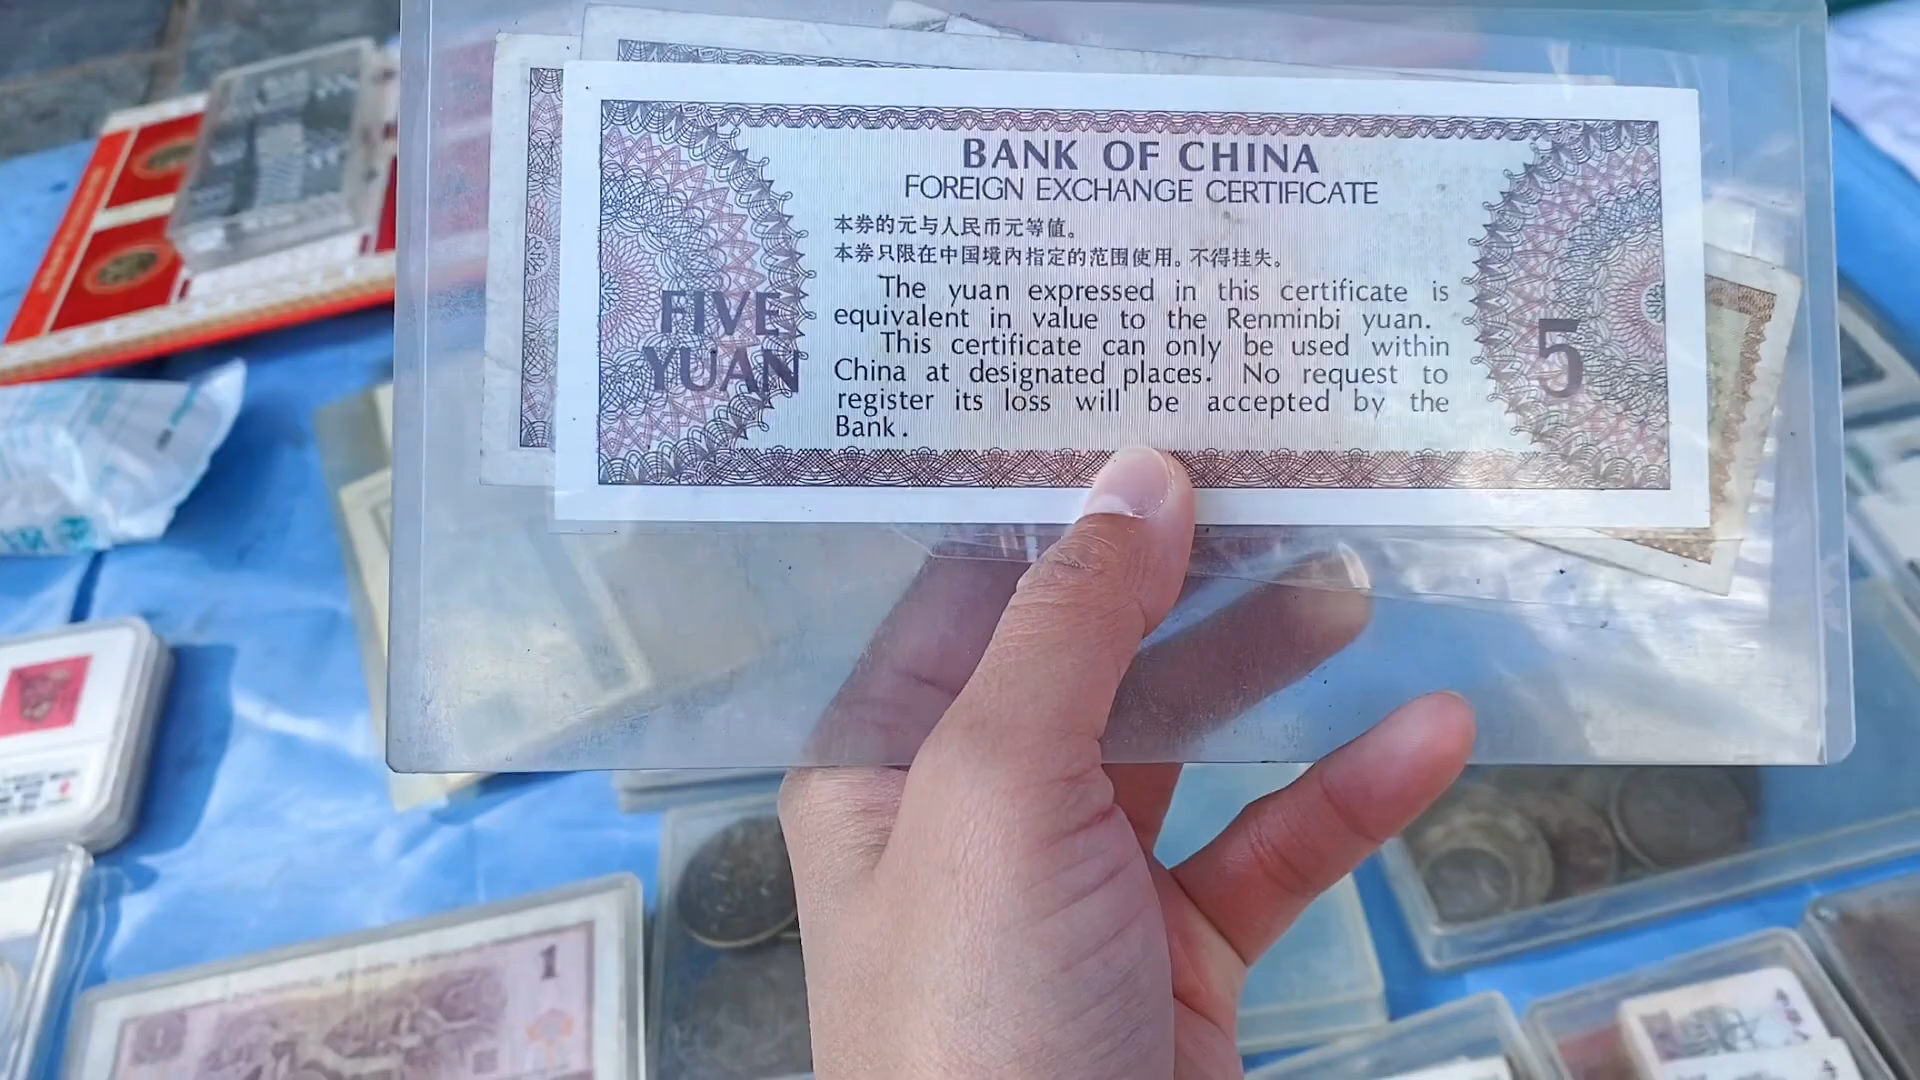 BANK OF CHINA
FOREIGN EXCHANGE CERTIFICATE
本券的元与人民币元等値。
本券只限在中国境内指定的范围使用。不得挂失。
The yuan expressed in this certificate is
equivalent in value to the Renminbi yuan.
This certificate can only be used within
China at designated places. No request to
register its loss will be accepted by the
Bank.
FIVE
YUAN
5
1